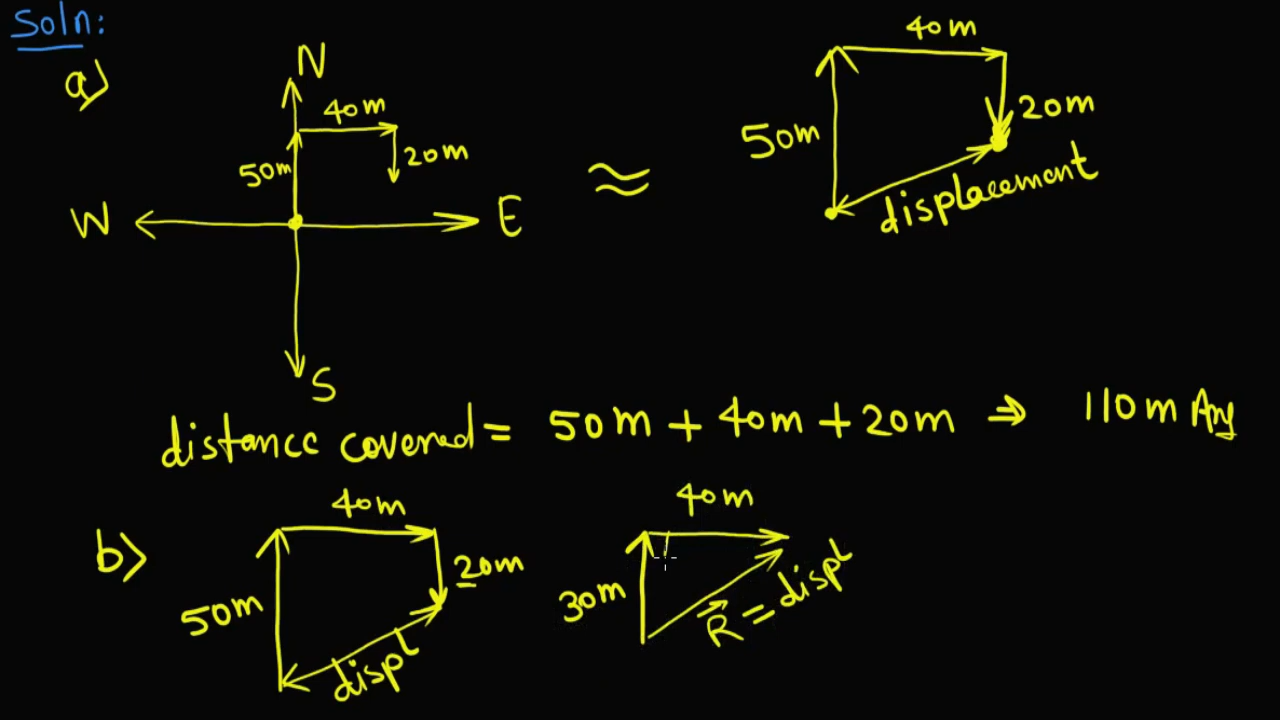 Soln:
a)
N
40m
50m
20m
W
E
S
≈
40m
50m
20m
displacement
distance covered = 50m + 40m + 20m ⇒ 110m Ans
b)
40m
50m
20m
displ
40m
30m
R = displ